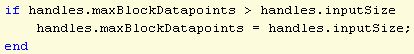 if handles.maxBlockDatapoints > handles.inputSize
    handles.maxBlockDatapoints = handles.inputSize;
end